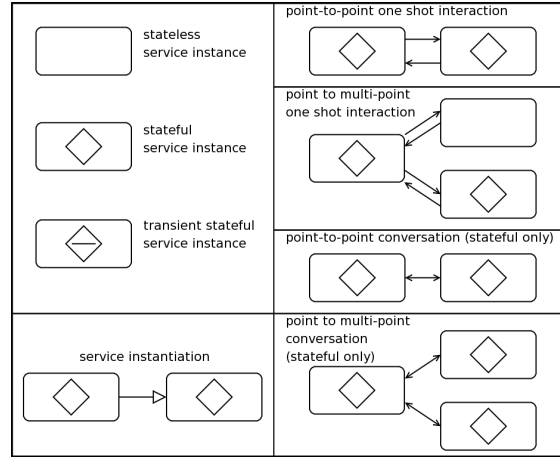 stateless
service instance
stateful
service instance
transient stateful
service instance
service instantiation
point-to-point one shot interaction
point to multi-point
one shot interaction
point-to-point conversation (stateful only)
point to multi-point
conversation
(stateful only)